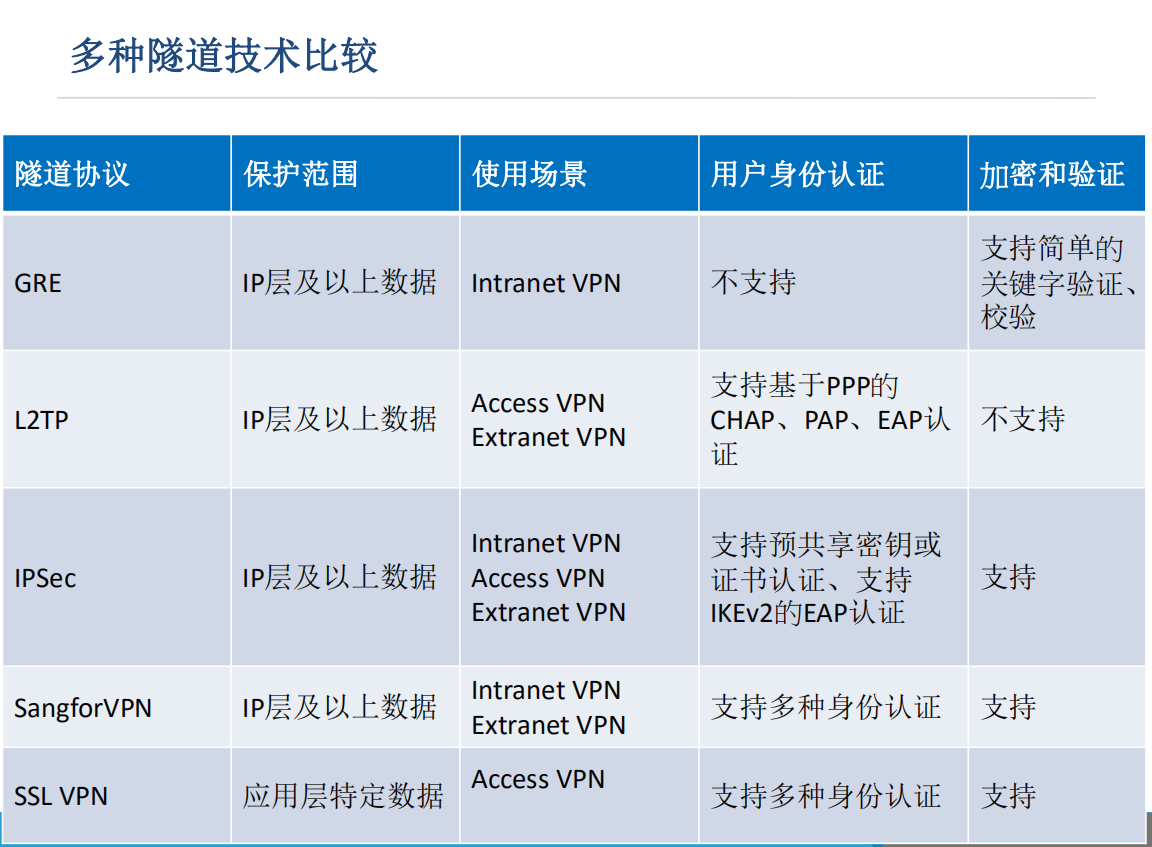 多种隧道技术比较
隧道协议 保护范围 使用场景 用户身份认证 加密和验证
GRE IP层及以上数据 Intranet VPN 不支持 支持简单的
关键字验证、
校验
L2TP IP层及以上数据 Access VPN
Extranet VPN 支持基于PPP的
CHAP、PAP、EAP认
证 不支持
IPSec IP层及以上数据 Intranet VPN
Access VPN
Extranet VPN 支持预共享密钥或
证书认证、支持
IKEv2的EAP认证 支持
SangforVPN IP层及以上数据 Intranet VPN
Extranet VPN 支持多种身份认证 支持
SSL VPN 应用层特定数据 Access VPN 支持多种身份认证 支持